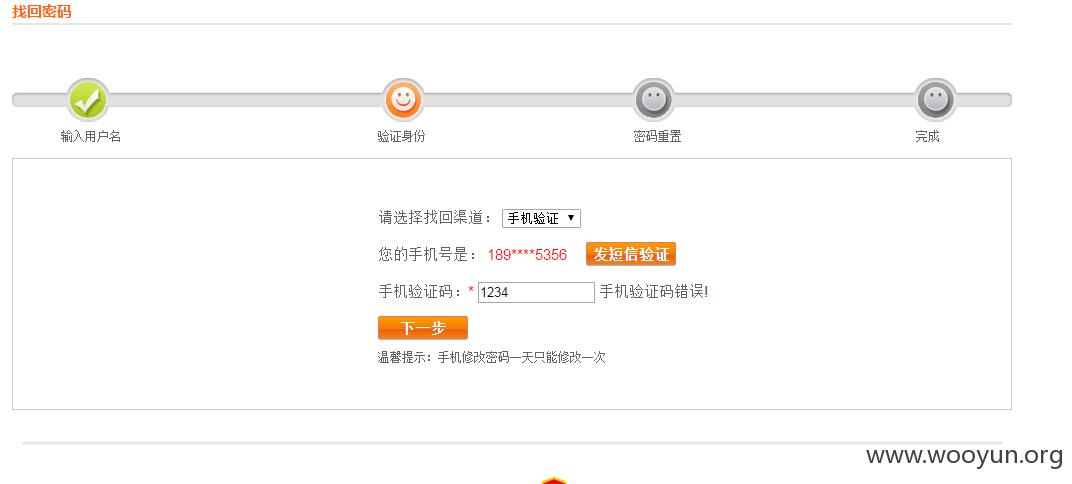 找回密码
输入用户名 验证身份 密码重置 完成
请选择找回渠道： 手机验证
您的手机号是： 189****5356 发短信验证
手机验证码：* 1234 手机验证码错误!
下一步
温馨提示：手机修改密码一天只能修改一次
www.wooyun.org